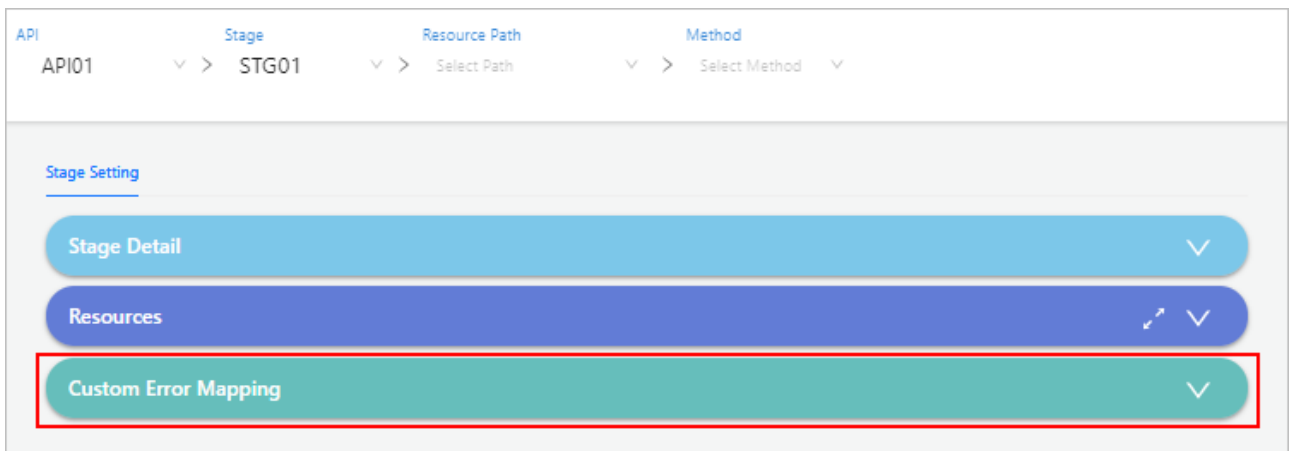 API Stage Resource Path Method
API01 > STG01 > Select Path > Select Method
Stage Setting
Stage Detail
Resources
Custom Error Mapping